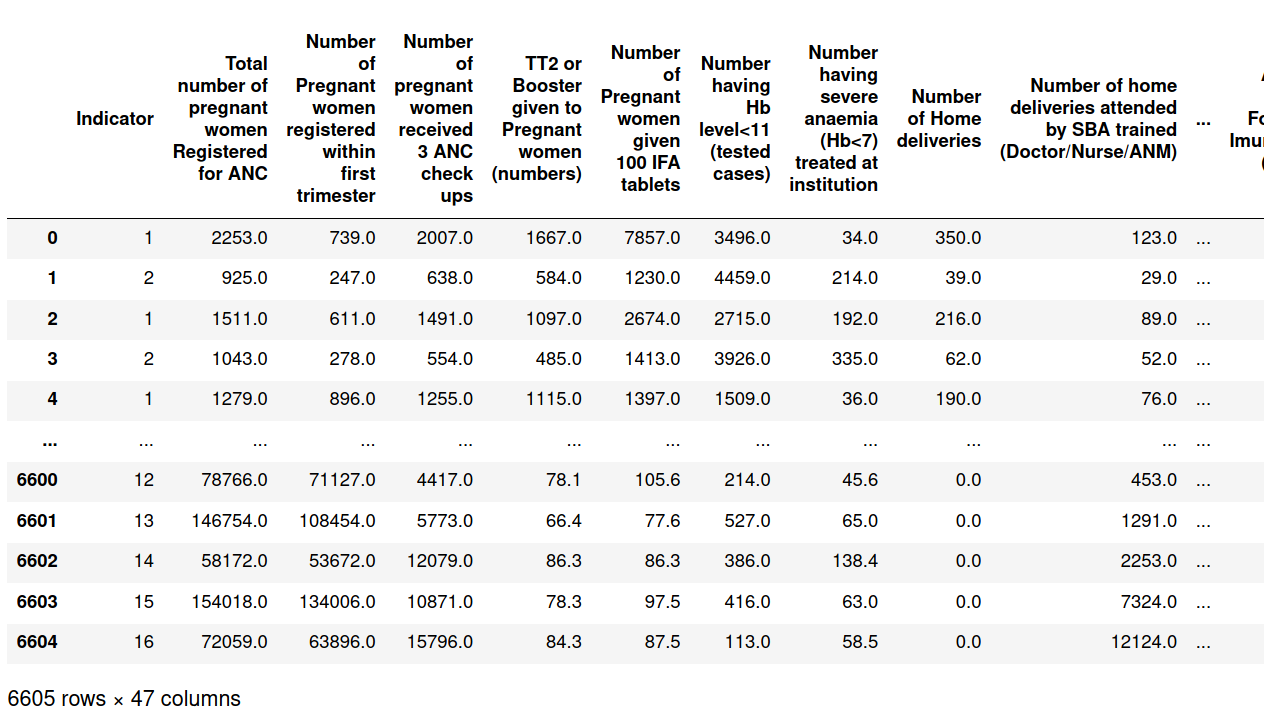 Indicator
Total
number of
pregnant
women
Registered
for ANC
Number
of
Pregnant
women
registered
within
first
trimester
Number
of
pregnant
women
received
3 ANC
check
ups
TT2 or
Booster
given to
Pregnant
women
(numbers)
Number
of
Pregnant
women
given
100 IFA
tablets
Number
having
Hb
level<11
(tested
cases)
Number
having
severe
anaemia
(Hb<7)
treated at
institution
Number
of Home
deliveries
Number of home
deliveries attended
by SBA trained
(Doctor/Nurse/ANM)
...
0 1 2253.0 739.0 2007.0 1667.0 7857.0 3496.0 34.0 350.0 123.0 ...
1 2 925.0 247.0 638.0 584.0 1230.0 4459.0 214.0 39.0 29.0 ...
2 1 1511.0 611.0 1491.0 1097.0 2674.0 2715.0 192.0 216.0 89.0 ...
3 2 1043.0 278.0 554.0 485.0 1413.0 3926.0 335.0 62.0 52.0 ...
4 1 1279.0 896.0 1255.0 1115.0 1397.0 1509.0 36.0 190.0 76.0 ...
... ... ... ... ... ... ... ... ... ... ... ...
6600 12 78766.0 71127.0 4417.0 78.1 105.6 214.0 45.6 0.0 453.0 ...
6601 13 146754.0 108454.0 5773.0 66.4 77.6 527.0 65.0 0.0 1291.0 ...
6602 14 58172.0 53672.0 12079.0 86.3 86.3 386.0 138.4 0.0 2253.0 ...
6603 15 154018.0 134006.0 10871.0 78.3 97.5 416.0 63.0 0.0 7324.0 ...
6604 16 72059.0 63896.0 15796.0 84.3 87.5 113.0 58.5 0.0 12124.0 ...
6605 rows × 47 columns